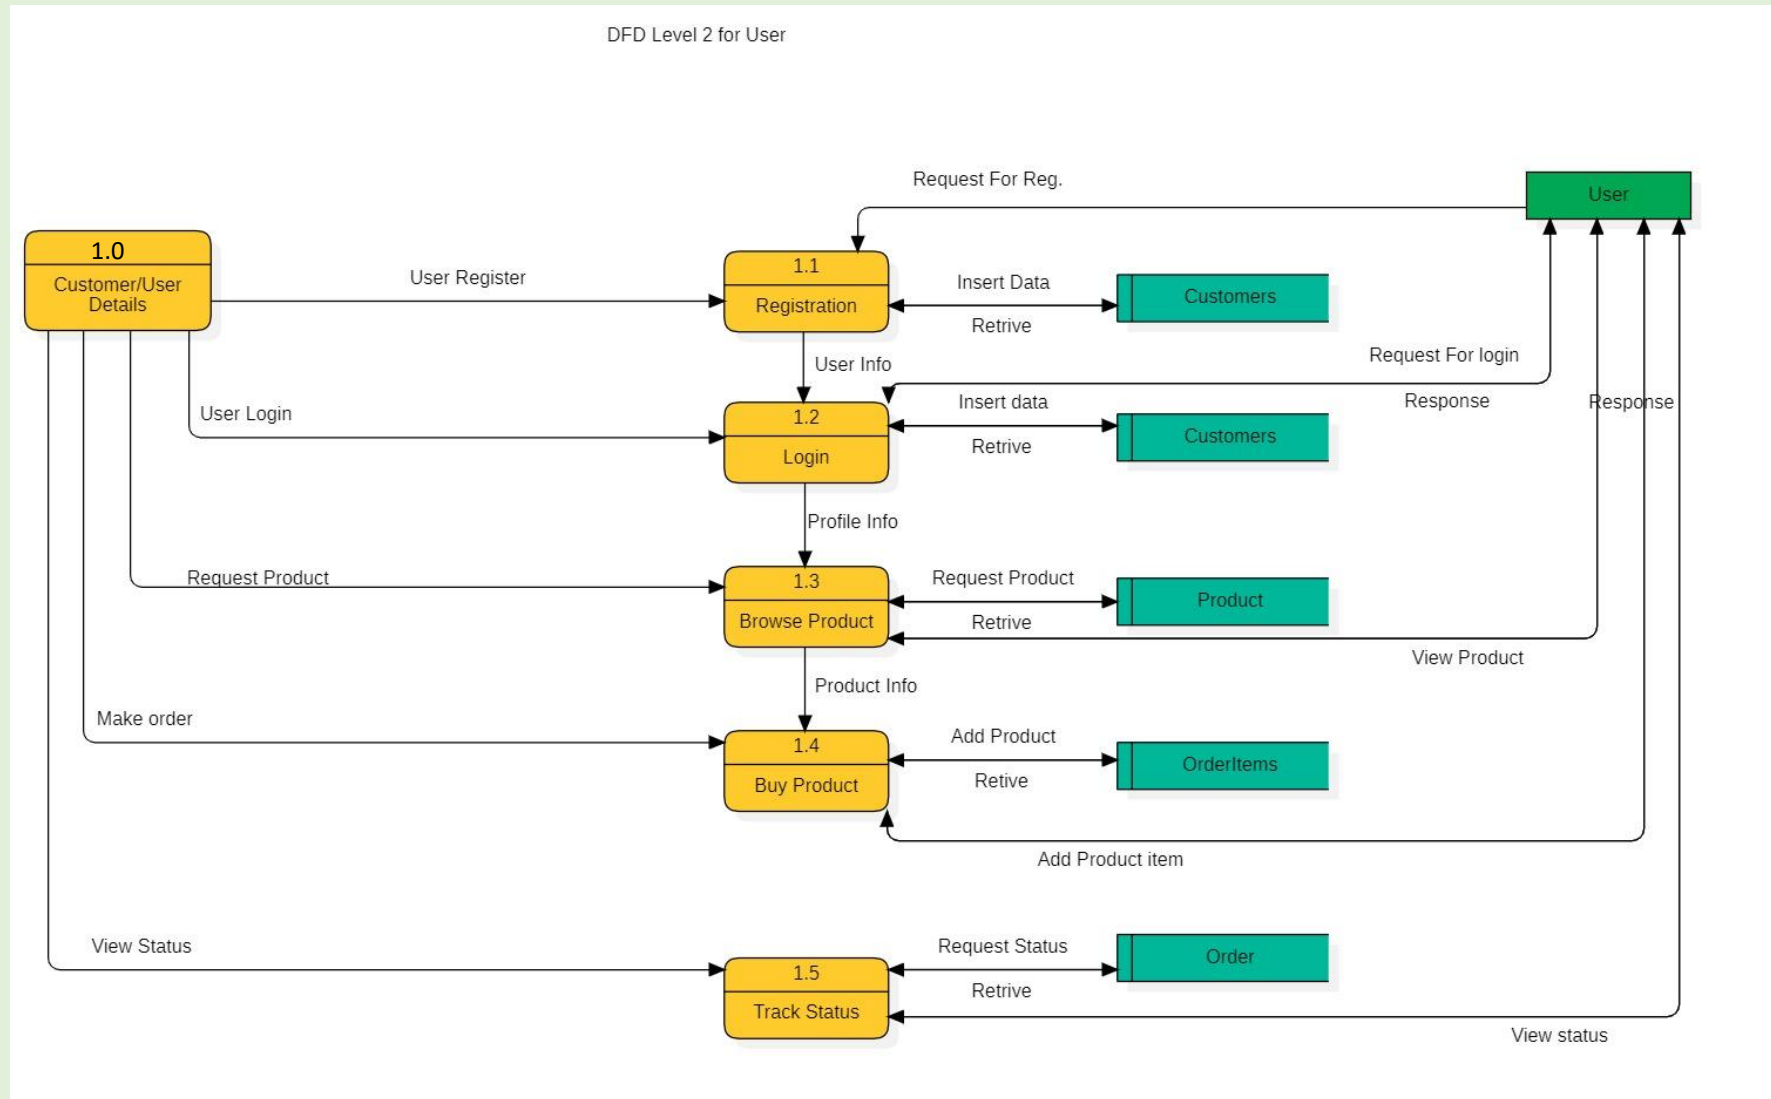 DFD Level 2 for User
Request For Reg.
User
1.0
Customer/User
Details
User Register
1.1
Registration
Insert Data
Retrive
Customers
User Info
Request For login
Response
Response
User Login
1.2
Login
Insert data
Retrive
Customers
Profile Info
Request Product
1.3
Browse Product
Request Product
Retrive
Product
View Product
Product Info
Make order
1.4
Buy Product
Add Product
Retive
OrderItems
Add Product item
View Status
1.5
Track Status
Request Status
Retrive
Order
View status